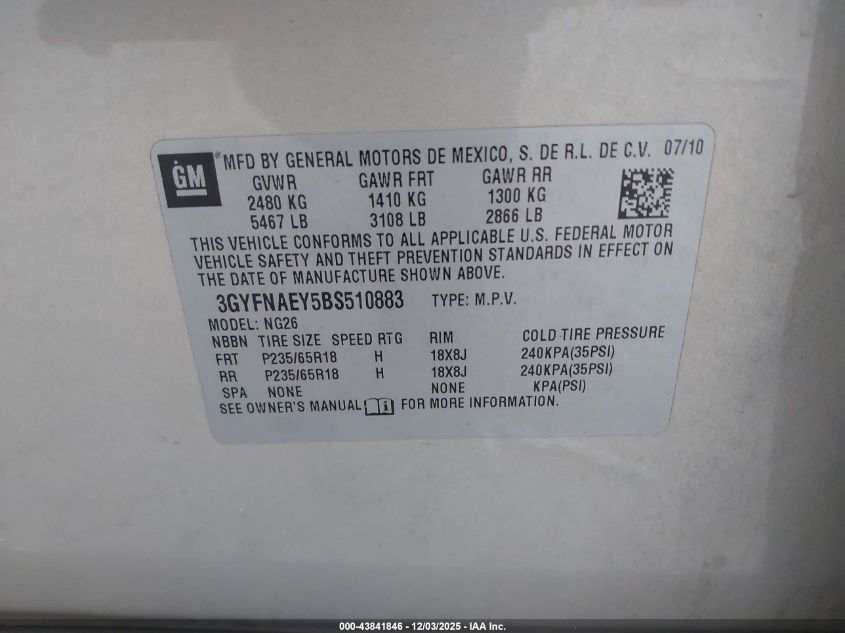 GM ® MFD BY GENERAL MOTORS DE MEXICO, S. DE R.L. DE C.V. 07/10
GVWR GAWR FRT GAWR RR
2480 KG 1410 KG 1300 KG
5467 LB 3108 LB 2866 LB
THIS VEHICLE CONFORMS TO ALL APPLICABLE U.S. FEDERAL MOTOR
VEHICLE SAFETY AND THEFT PREVENTION STANDARDS IN EFFECT ON
THE DATE OF MANUFACTURE SHOWN ABOVE.
3GYFNAEY5BS510883 TYPE: M.P.V.
MODEL: NG26
NBBN TIRE SIZE SPEED RTG RIM COLD TIRE PRESSURE
FRT P235/65R18 H 18X8J 240KPA(35PSI)
RR P235/65R18 H 18X8J 240KPA(35PSI)
SPA NONE NONE KPA(PSI)
SEE OWNER'S MANUAL FOR MORE INFORMATION.
000-43841846 - 12/03/2025 - IAA Inc.